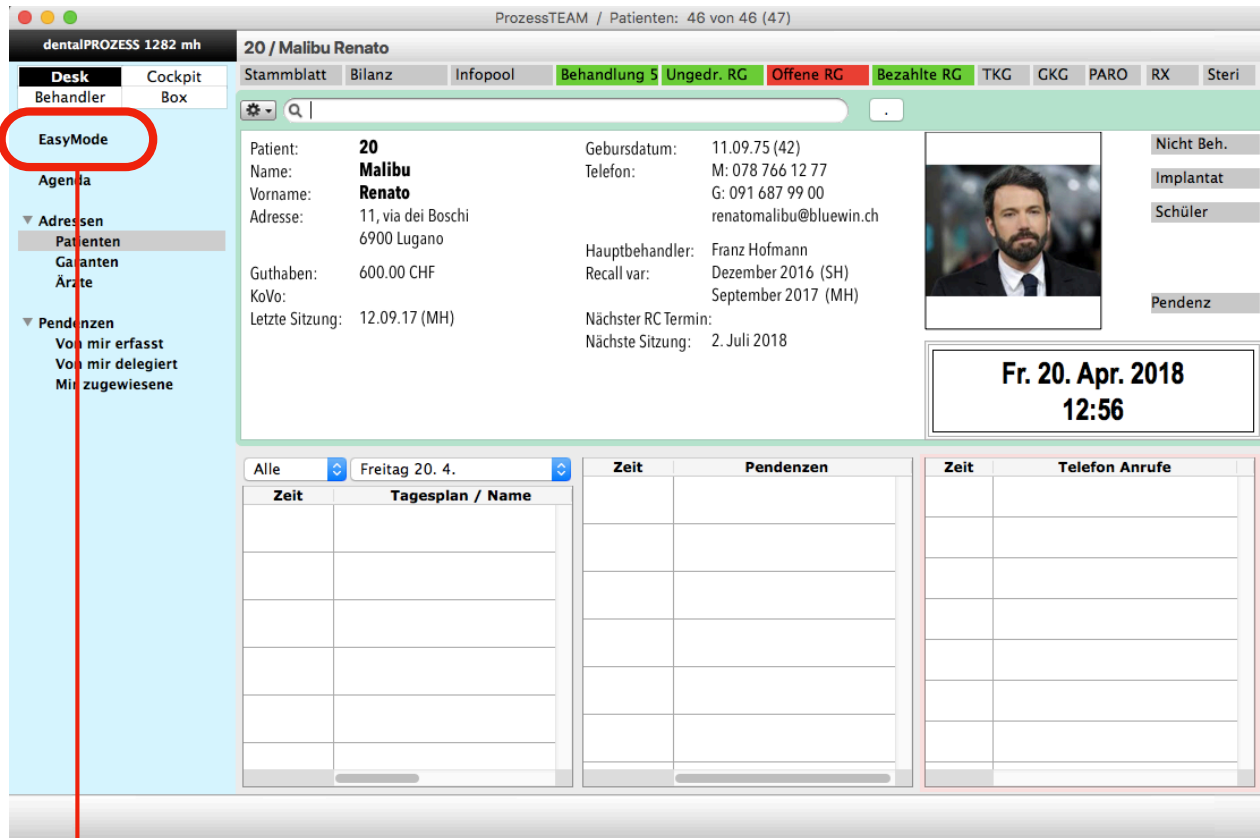 ProzessTEAM / Patienten: 46 von 46 (47)
dentalPROZESS 1282 mh
20 / Malibu Renato
Desk Cockpit
Behandler Box
Stammblatt Bilanz Infopool Behandlung 5 Ungedr. RG Offene RG Bezahlte RG TKG GKG PARO RX Steri
.
EasyMode
Agenda
Adressen
Patienten
Garanten
Ärzte
Pendenzen
Von mir erfasst
Von mir delegiert
Mir zugewiesene
Patient: 20
Name: Malibu
Vorname: Renato
Adresse: 11, via dei Boschi
6900 Lugano
Guthaben: 600.00 CHF
KoVo:
Letzte Sitzung: 12.09.17 (MH)
Gebursdatum: 11.09.75 (42)
Telefon: M: 078 766 12 77
G: 091 687 99 00
renatomalibu@bluewin.ch
Hauptbehandler: Franz Hofmann
Recall var: Dezember 2016 (SH)
September 2017 (MH)
Nächster RC Termin:
Nächste Sitzung: 2. Juli 2018
Nicht Beh.
Implantat
Schüler
Pendenz
Fr. 20. Apr. 2018
12:56
Alle Freitag 20. 4.
Zeit Tagesplan / Name
Zeit Pendenzen
Zeit Telefon Anrufe